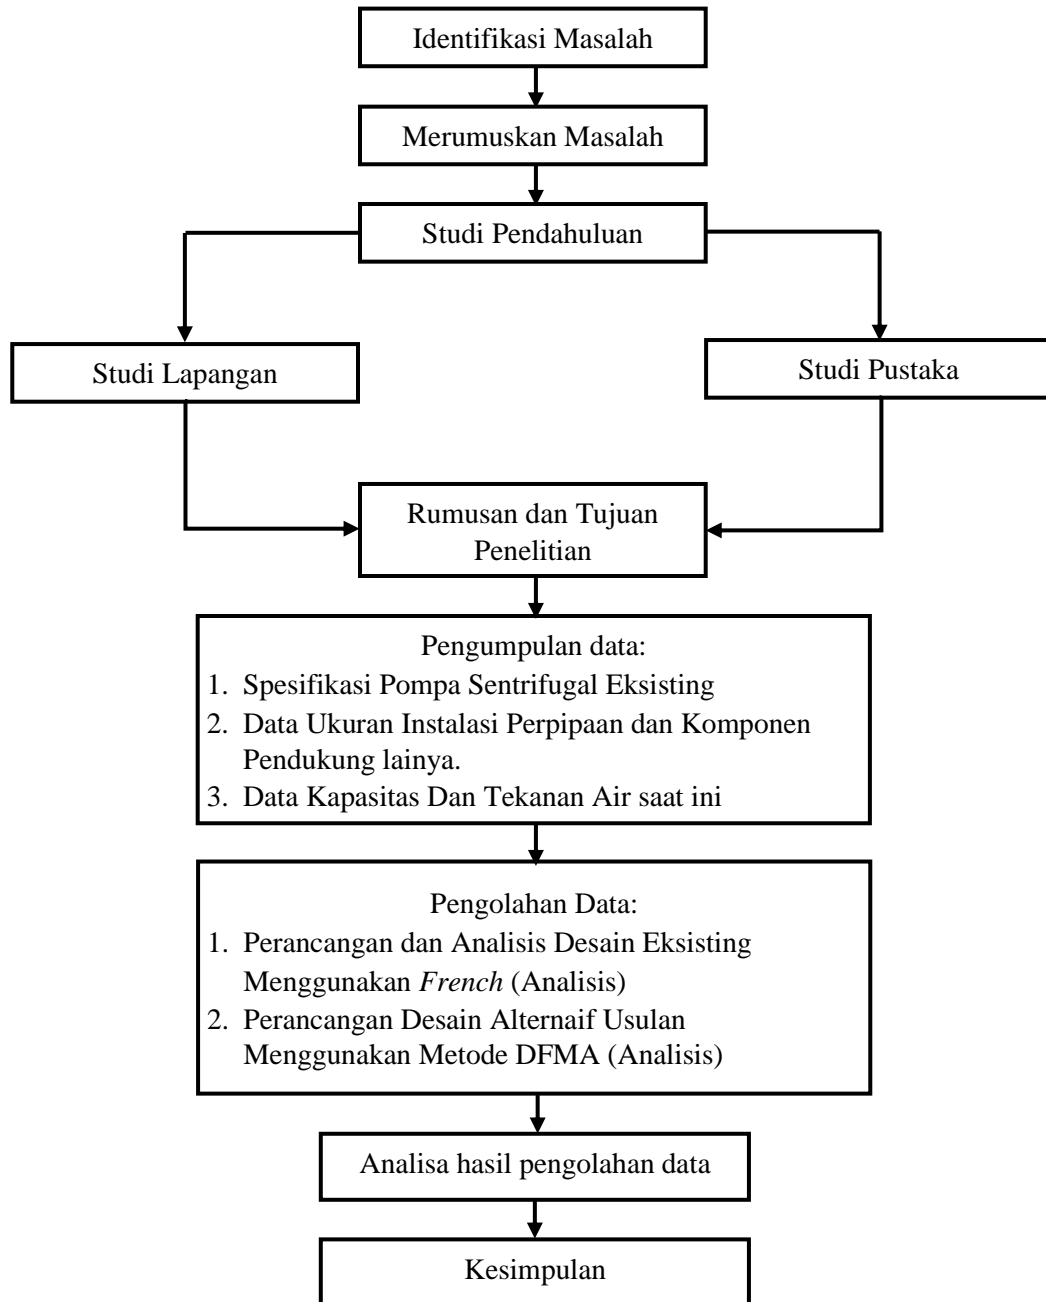 Identifikasi Masalah
Merumuskan Masalah
Studi Pendahuluan
Studi Lapangan
Studi Pustaka
Rumusan dan Tujuan
Penelitian
Pengumpulan data:
1. Spesifikasi Pompa Sentrifugal Eksisting
2. Data Ukuran Instalasi Perpipaan dan Komponen
Pendukung lainya.
3. Data Kapasitas Dan Tekanan Air saat ini
Pengolahan Data:
1. Perancangan dan Analisis Desain Eksisting
Menggunakan French (Analisis)
2. Perancangan Desain Alternaif Usulan
Menggunakan Metode DFMA (Analisis)
Analisa hasil pengolahan data
Kesimpulan